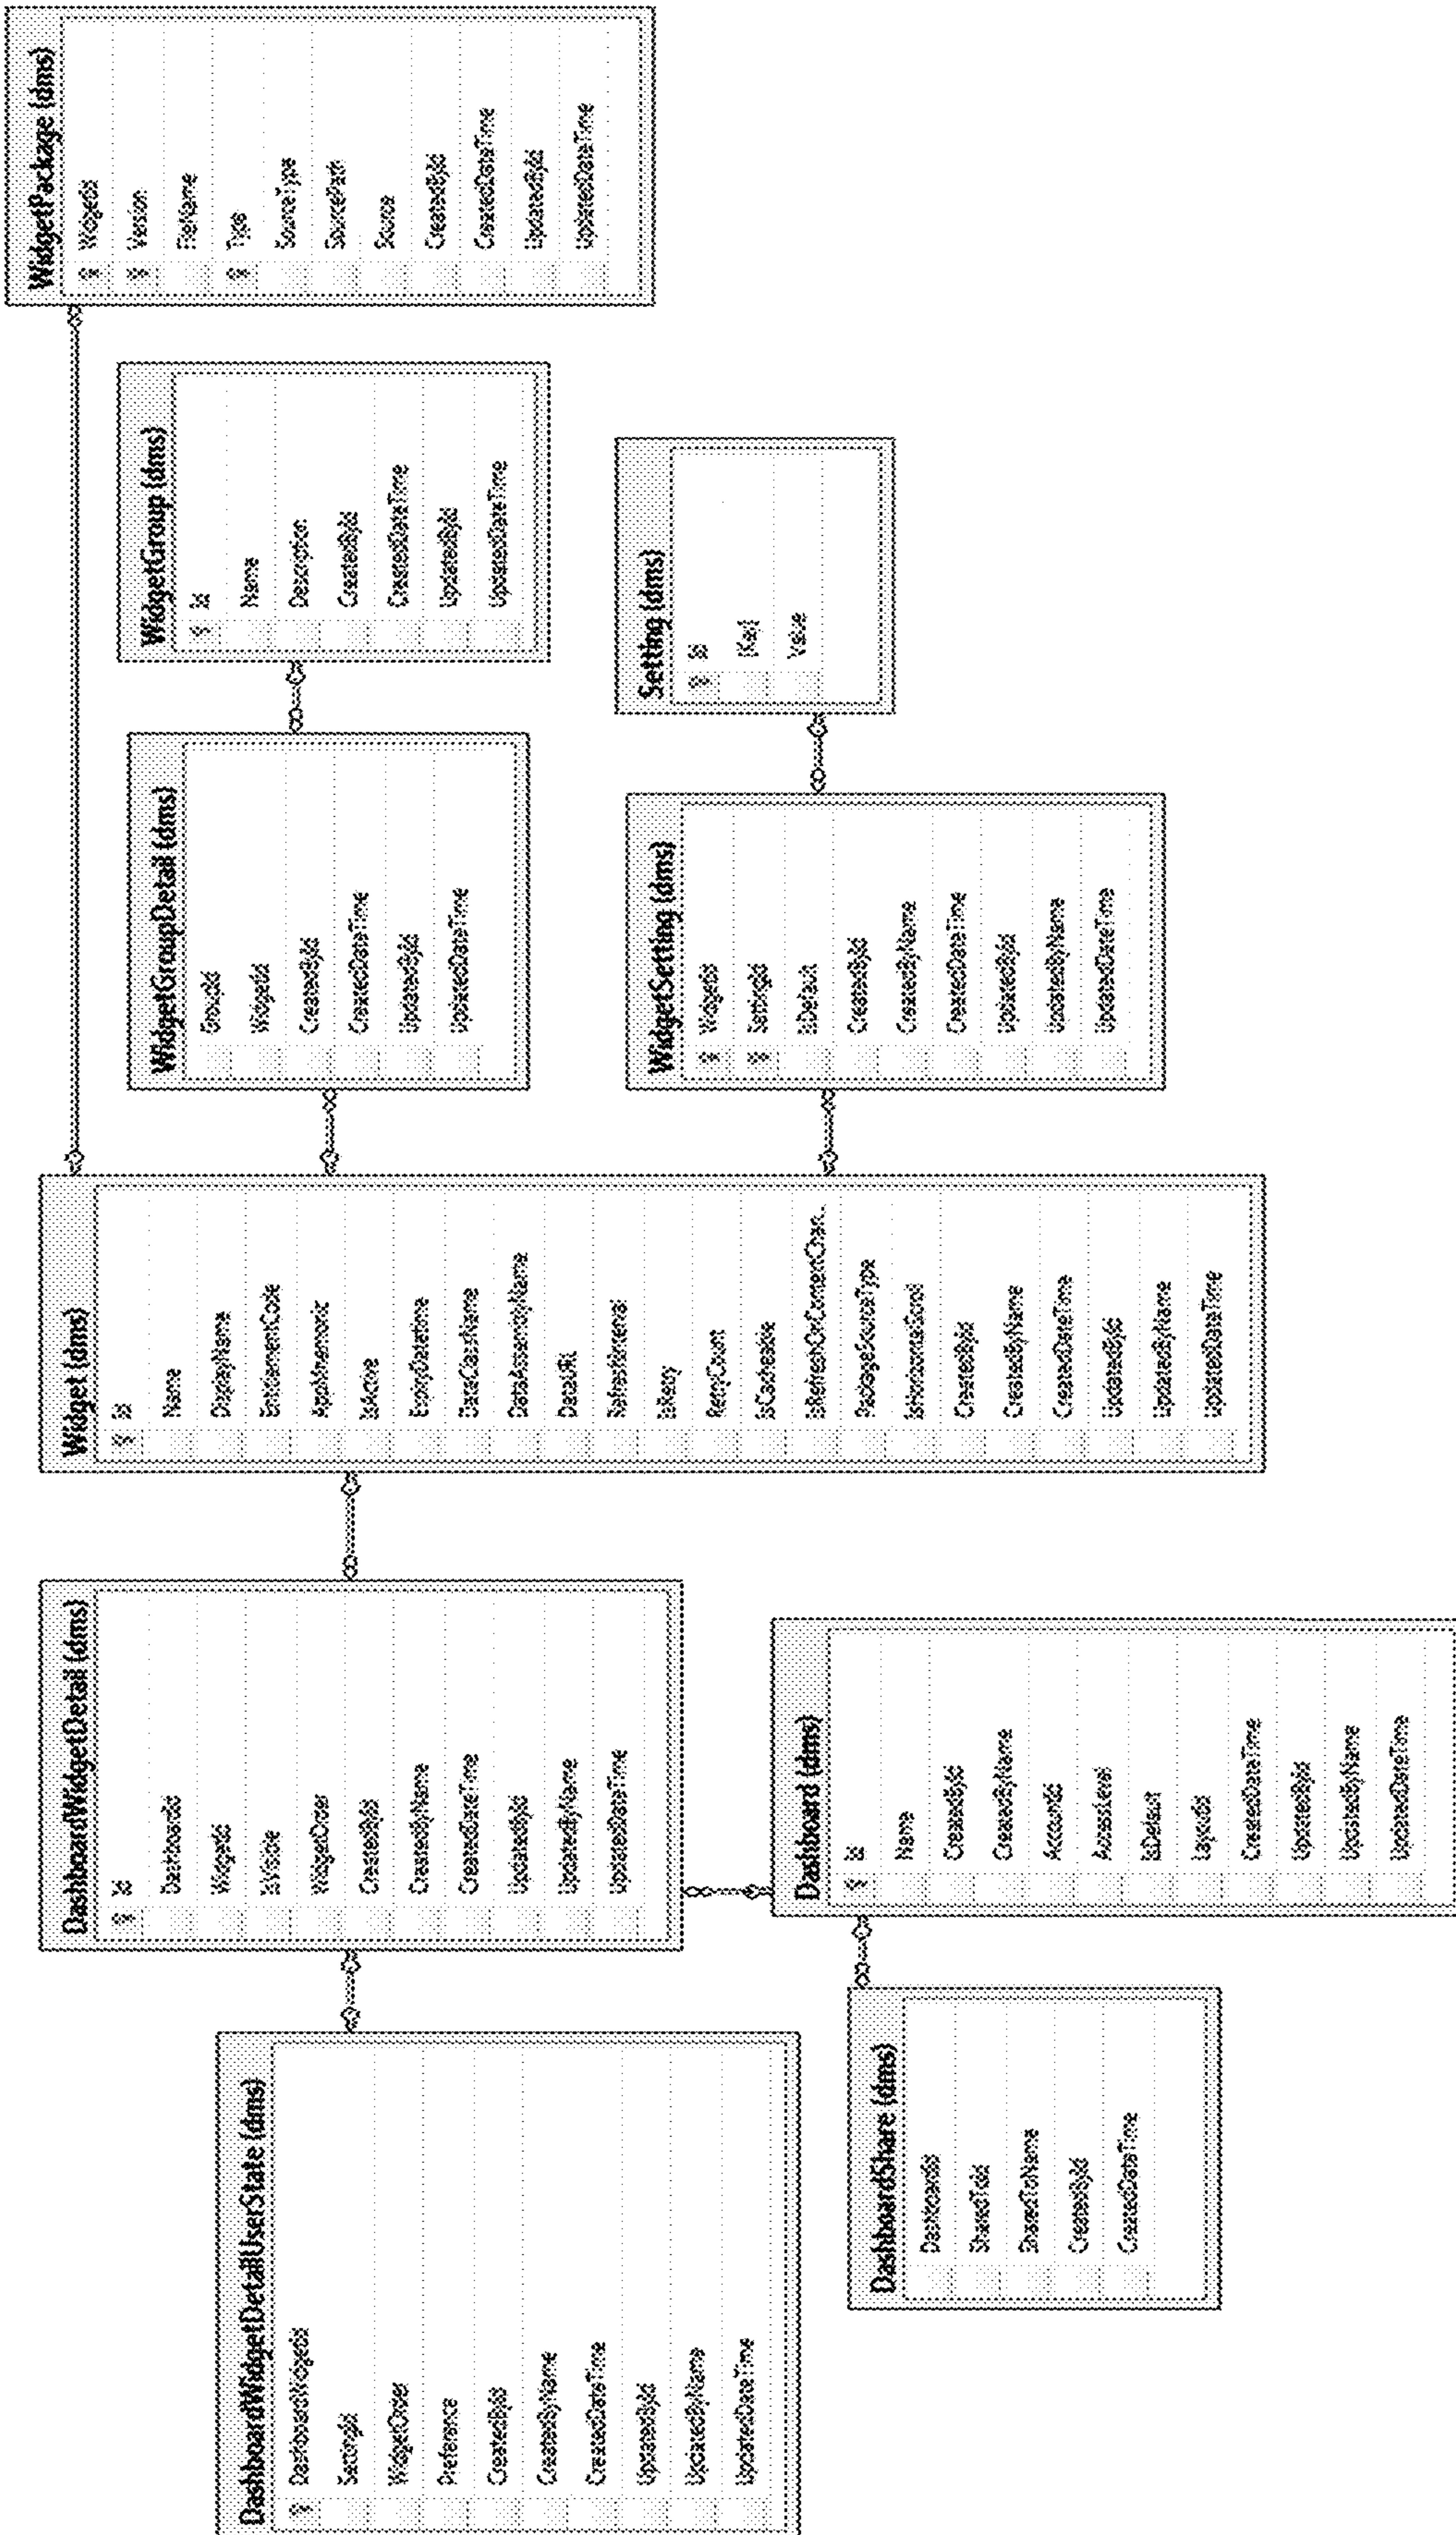 DashboardWidgetDetailUserState (dms)
DashboardWidgetId
SettingId
WidgetOrder
Preference
CreatedById
CreatedByName
CreatedDateTime
UpdatedById
UpdatedByName
UpdatedDateTime
DashboardWidgetDetail (dms)
Id
DashboardId
WidgetId
IsVisible
WidgetOrder
CreatedById
CreatedByName
CreatedDateTime
UpdatedById
UpdatedByName
UpdatedDateTime
DashboardShare (dms)
DashboardId
SharedToId
SharedToName
CreatedById
CreatedDateTime
Dashboard (dms)
Id
Name
CreatedById
CreatedByName
AccountId
AccessLevel
IsDefault
LayoutId
CreatedDateTime
UpdatedById
UpdatedByName
UpdatedDateTime
Widget (dms)
Id
Name
DisplayName
EntitlementCode
AppMnemonic
IsActive
ExpiryDatetime
DataClassName
DataAssemblyName
DataURL
RefreshInterval
IsRetry
RetryCount
IsCacheable
IsRefreshOnContentChan...
PackageSourceType
IsHorizontalScroll
CreatedById
CreatedByName
CreatedDateTime
UpdatedById
UpdatedByName
UpdatedDateTime
WidgetGroupDetail (dms)
GroupId
WidgetId
CreatedById
CreatedDateTime
UpdatedById
UpdatedDateTime
WidgetSetting (dms)
WidgetId
SettingId
IsDefault
CreatedById
CreatedByName
CreatedDateTime
UpdatedById
UpdatedByName
UpdatedDateTime
WidgetGroup (dms)
Id
Name
Description
CreatedById
CreatedDateTime
UpdatedById
UpdatedDateTime
Setting (dms)
Id
[Key]
Value
WidgetPackage (dms)
WidgetId
Version
FileName
Type
SourceType
SourcePath
Source
CreatedById
CreatedDateTime
UpdatedById
UpdatedDateTime